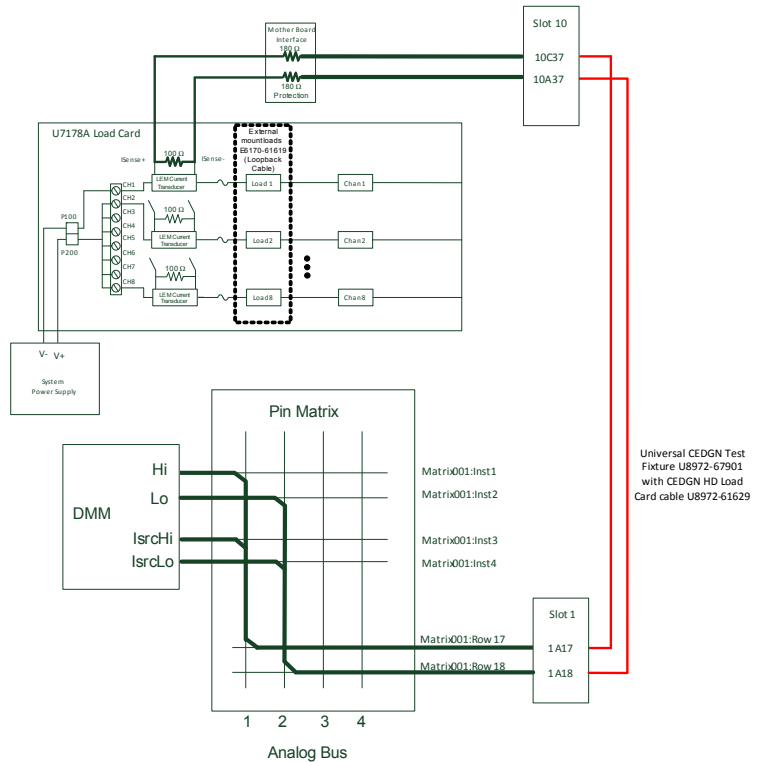 Slot 10
Mother Board
Interface
180 Ω
10C37
10A37
180 Ω
Protection
U7178A Load Card
External
mountloads
E6170-61619
(Loopback
Cable)
ISense+
100 Ω
ISense-
LEM Current
Transducer
Load 1
Chan1
CH1
CH2
CH3
CH4
CH5
CH6
CH7
CH8
P100
P200
100 Ω
LEM Current
Transducer
Load2
Chan2
100 Ω
LEM Current
Transducer
Load8
Chan8
V- V+
System
Power Supply
Pin Matrix
DMM
Hi
Lo
IsrcHi
IsrcLo
Matrix001:Inst1
Matrix001:Inst2
Matrix001:Inst3
Matrix001:Inst4
Universal CEDGN Test
Fixture U8972-67901
with CEDGN HD Load
Card cable U8972-61629
Slot 1
Matrix001:Row 17
1A17
Matrix001:Row 18
1A18
1 2 3 4
Analog Bus